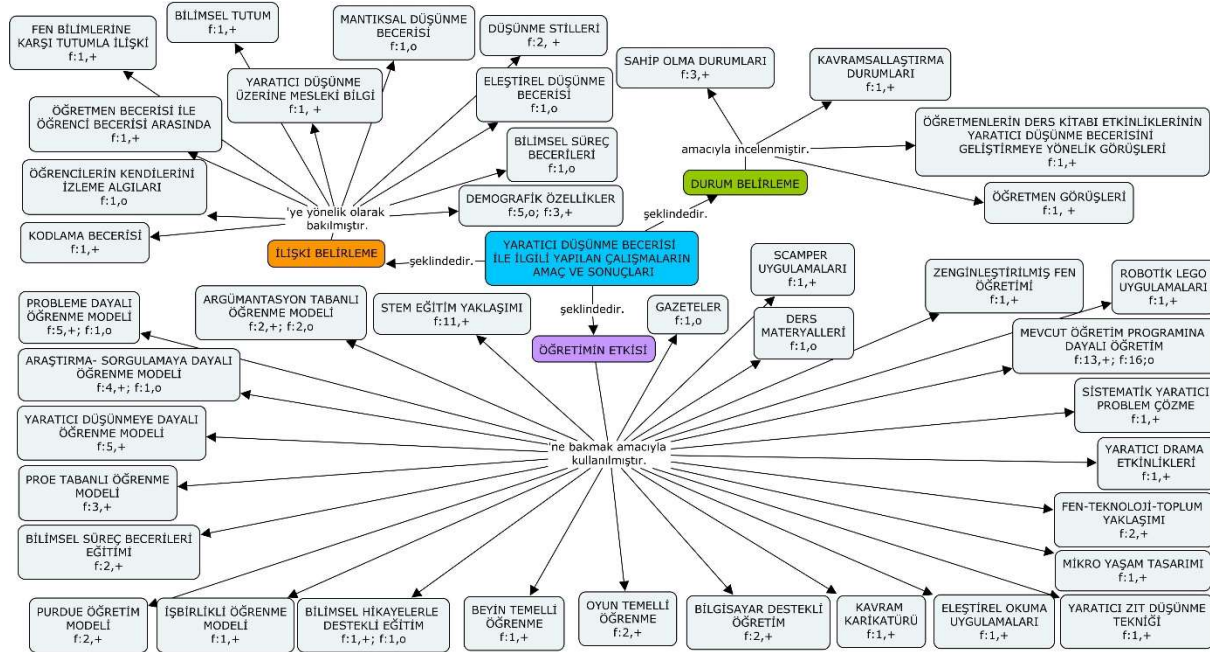 FEN BİLİMLERİNE
KARŞI TUTUMLA İLİŞKİ
f:1,+
BİLİMSEL TUTUM
f:1,+
MANTIKSAL DÜŞÜNME
BECERİSİ
f:1,o
DÜŞÜNME STİLLERİ
f:2, +
YARATICI DÜŞÜNME
ÜZERİNE MESLEKİ BİLGİ
f:1, +
ELEŞTİREL DÜŞÜNME
BECERİSİ
f:1,o
ÖĞRETMEN BECERİSİ İLE
ÖĞRENCİ BECERİSİ ARASINDA
f:1,+
BİLİMSEL SÜREÇ
BECERİLERİ
f:1,o
ÖĞRENCİLERİN KENDİLERİNİ
İZLEME ALGILARI
f:1,o
DEMOGRAFİK ÖZELLİKLER
f:5,o; f:3,+
KODLAMA BECERİSİ
f:1,+
'ye yönelik olarak
bakılmıştır.
İLİŞKİ BELİRLEME
şeklindedir.
SAHİP OLMA DURUMLARI
f:3,+
KAVRAMSALLAŞTIRMA
DURUMLARI
f:1,+
ÖĞRETMENLERİN DERS KİTABI ETKİNLİKLERİNİN
YARATICI DÜŞÜNME BECERİSİNİ
GELİŞTİRMEYE YÖNELİK GÖRÜŞLERİ
f:1,+
ÖĞRETMEN GÖRÜŞLERİ
f:1, +
amacıyla incelenmiştir.
DURUM BELİRLEME
şeklindedir.
YARATICI DÜŞÜNME BECERİSİ
İLE İLGİLİ YAPILAN ÇALIŞMALARIN
AMAÇ VE SONUÇLARI
şeklindedir.
ÖĞRETİMİN ETKİSİ
PROBLEME DAYALI
ÖĞRENME MODELİ
f:5,+; f:1,o
ARGÜMANTASYON TABANLI
ÖĞRENME MODELİ
f:2,+; f:2,o
STEM EĞİTİM YAKLAŞIMI
f:11,+
GAZETELER
f:1,o
SCAMPER
UYGULAMALARI
f:1,+
DERS
MATERYALLERİ
f:1,o
ZENGİNLEŞTİRİLMİŞ FEN
ÖĞRETİMİ
f:1,+
ROBOTİK LEGO
UYGULAMALARI
f:1,+
MEVCUT ÖĞRETİM PROGRAMINA
DAYALI ÖĞRETİM
f:13,+; f:16;o
ARAŞTIRMA- SORGULAMAYA DAYALI
ÖĞRENME MODELİ
f:4,+; f:1,o
SİSTEMATİK YARATICI
PROBLEM ÇÖZME
f:1,+
YARATICI DÜŞÜNMEYE DAYALI
ÖĞRENME MODELİ
f:5,+
'ne bakmak amacıyla
kullanılmıştır.
YARATICI DRAMA
ETKİNLİKLERİ
f:1,+
PROE TABANLI ÖĞRENME
MODELİ
f:3,+
FEN-TEKNOLOJİ-TOPLUM
YAKLAŞIMI
f:2,+
BİLİMSEL SÜREÇ BECERİLERİ
EĞİTİMİ
f:2,+
MİKRO YAŞAM TASARIMI
f:1,+
PURDUE ÖĞRETİM
MODELİ
f:2,+
İŞBİRLİKLİ ÖĞRENME
MODELİ
f:1,+
BİLİMSEL HİKAYELERLE
DESTEKLİ EĞİTİM
f:1,+; f:1,o
BEYİN TEMELLİ
ÖĞRENME
f:1,+
OYUN TEMELLİ
ÖĞRENME
f:2,+
BİLGİSAYAR DESTEKLİ
ÖĞRETİM
f:2,+
KAVRAM
KARİKATÜRÜ
f:1,+
ELEŞTİREL OKUMA
UYGULAMALARI
f:1,+
YARATICI ZIT DÜŞÜNME
TEKNİĞİ
f:1,+